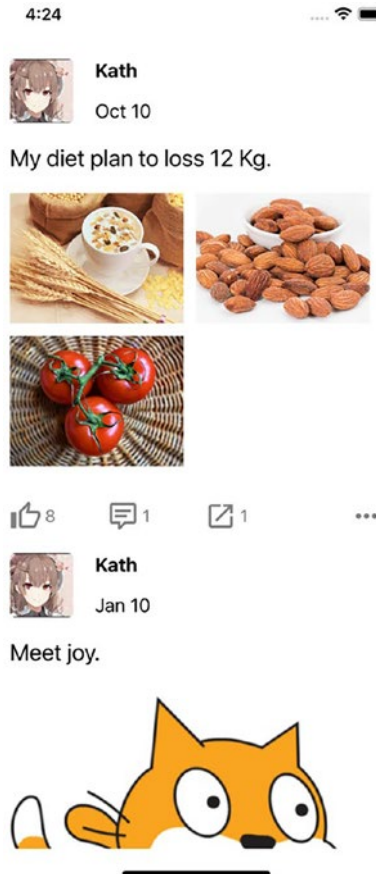 4:24
Kath
Oct 10
My diet plan to loss 12 Kg.
8
1
1
Kath
Jan 10
Meet joy.